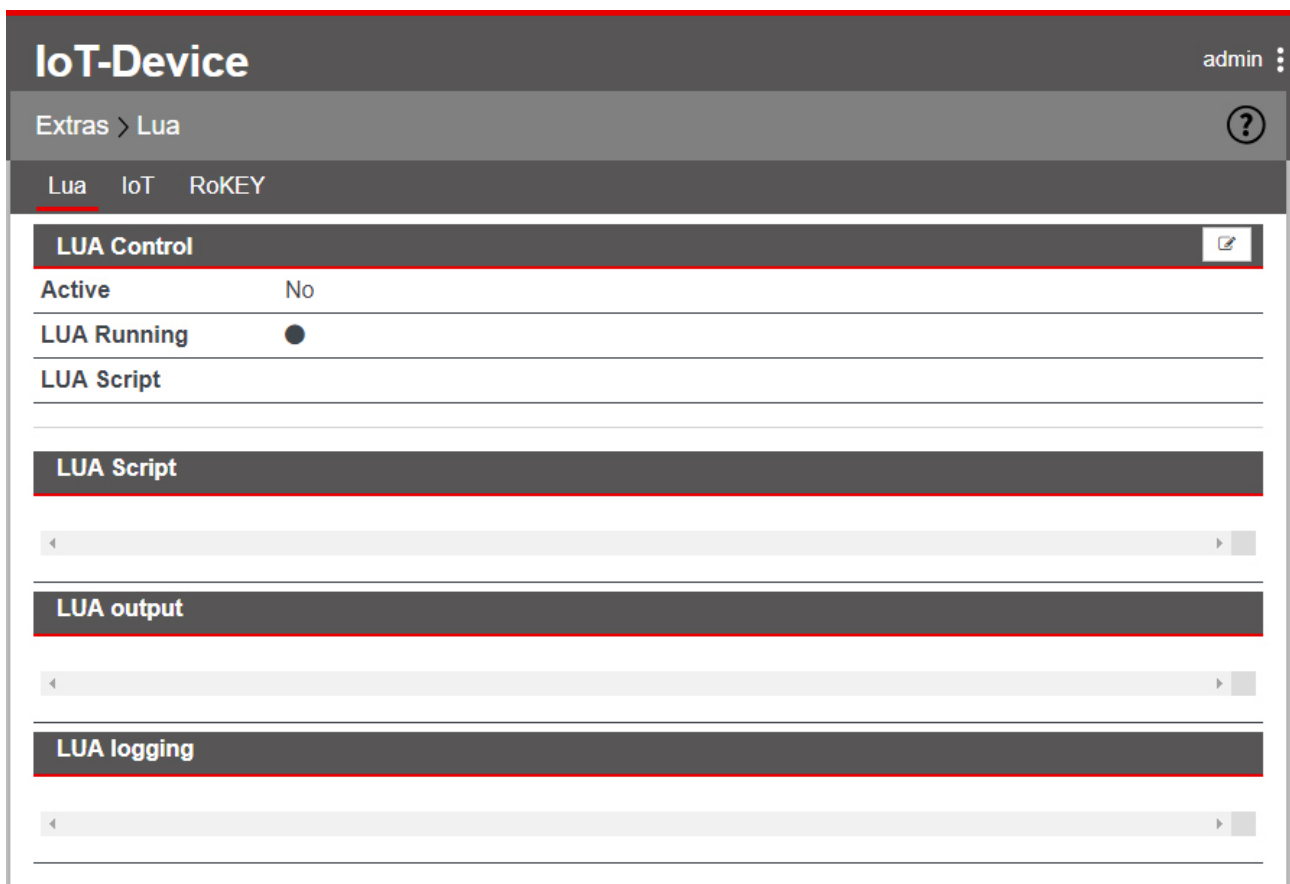 IoT-Device
admin
Extras > Lua
?
Lua IoT RoKEY
LUA Control
Active No
LUA Running
LUA Script
LUA Script
LUA output
LUA logging